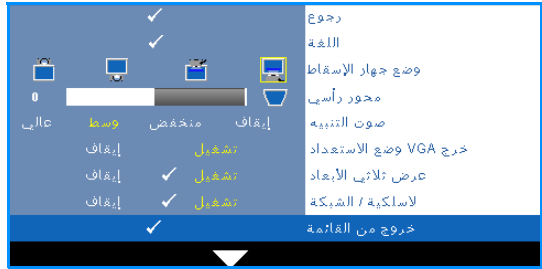 رجوع
اللغة
وضع جهاز الإسقاط
محور رأسي 0
صوت التنبيه إيقاف منخفض وسط عالي
خرج VGA وضع الاستعداد تشغيل إيقاف
عرض ثلاثي الأبعاد تشغيل إيقاف
لاسلكية / الشبكة تشغيل إيقاف
خروج من القائمة